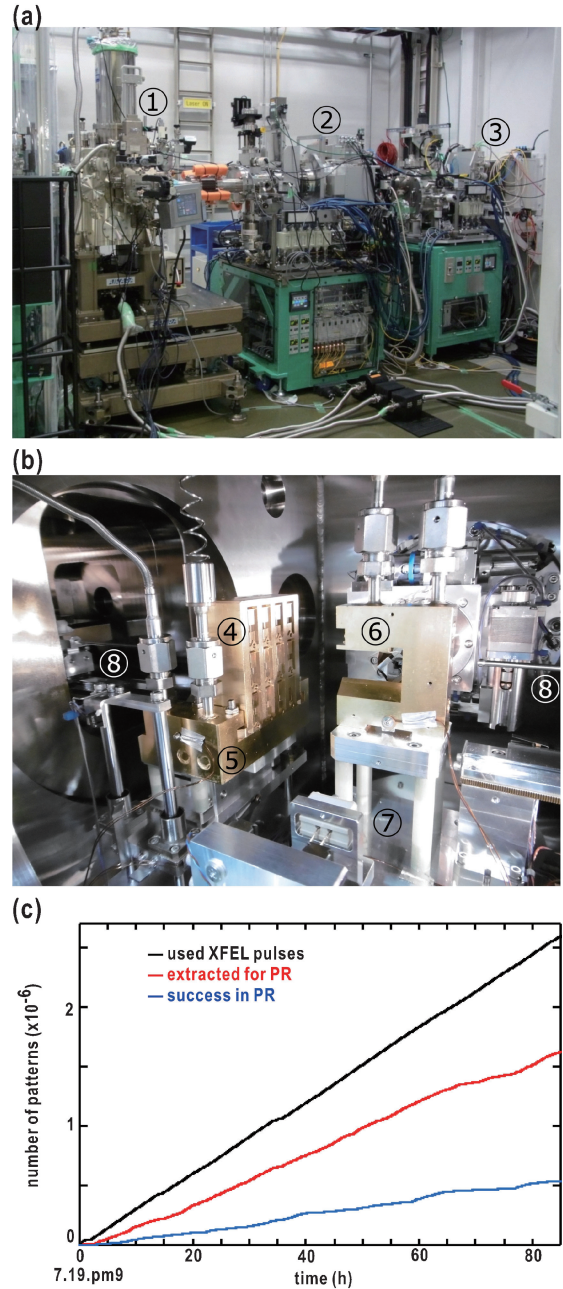 (a)
①
②
③
(b)
④
⑤
⑥
⑦
⑧
⑧
(c)
number of patterns (x10-6)
2
1
0
used XFEL pulses
extracted for PR
success in PR
0 20 40 60 80
7.19.pm9
time (h)